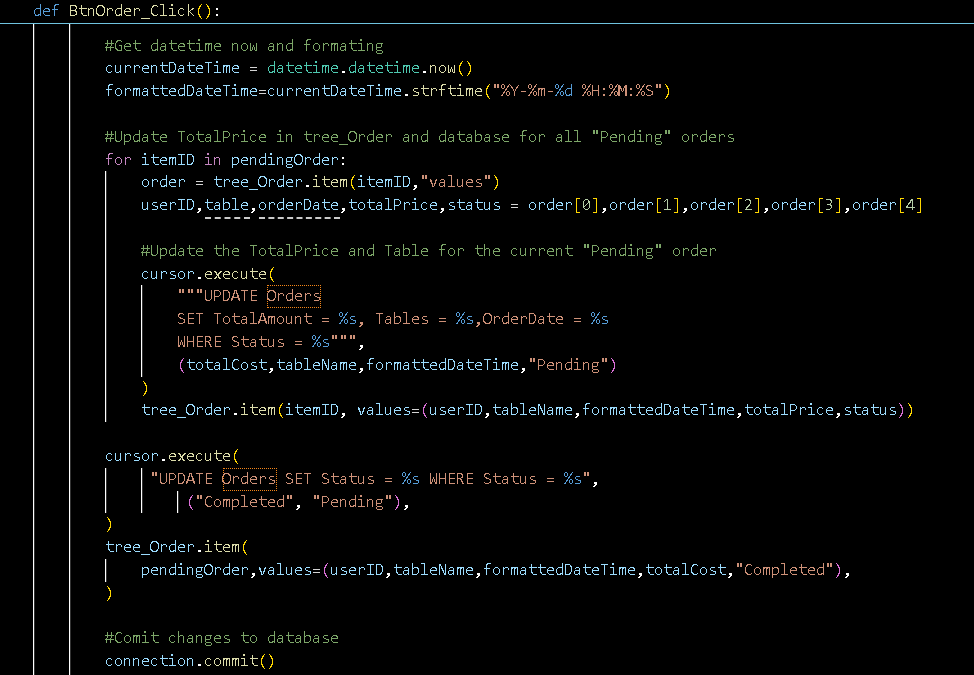 def BtnOrder_Click():
#Get datetime now and formating
currentDateTime = datetime.datetime.now()
formattedDateTime=currentDateTime.strftime("%Y-%m-%d %H:%M:%S")
#Update TotalPrice in tree_Order and database for all "Pending" orders
for itemID in pendingOrder:
order = tree_Order.item(itemID,"values")
userID,table,orderDate,totalPrice,status = order[0],order[1],order[2],order[3],order[4]
#Update the TotalPrice and Table for the current "Pending" order
cursor.execute(
"""UPDATE Orders
SET TotalAmount = %s, Tables = %s,OrderDate = %s
WHERE Status = %s""",
(totalCost,tableName,formattedDateTime,"Pending")
)
tree_Order.item(itemID, values=(userID,tableName,formattedDateTime,totalPrice,status))
cursor.execute(
"UPDATE Orders SET Status = %s WHERE Status = %s",
("Completed", "Pending"),
)
tree_Order.item(
pendingOrder,values=(userID,tableName,formattedDateTime,totalCost,"Completed"),
)
#Comit changes to database
connection.commit()